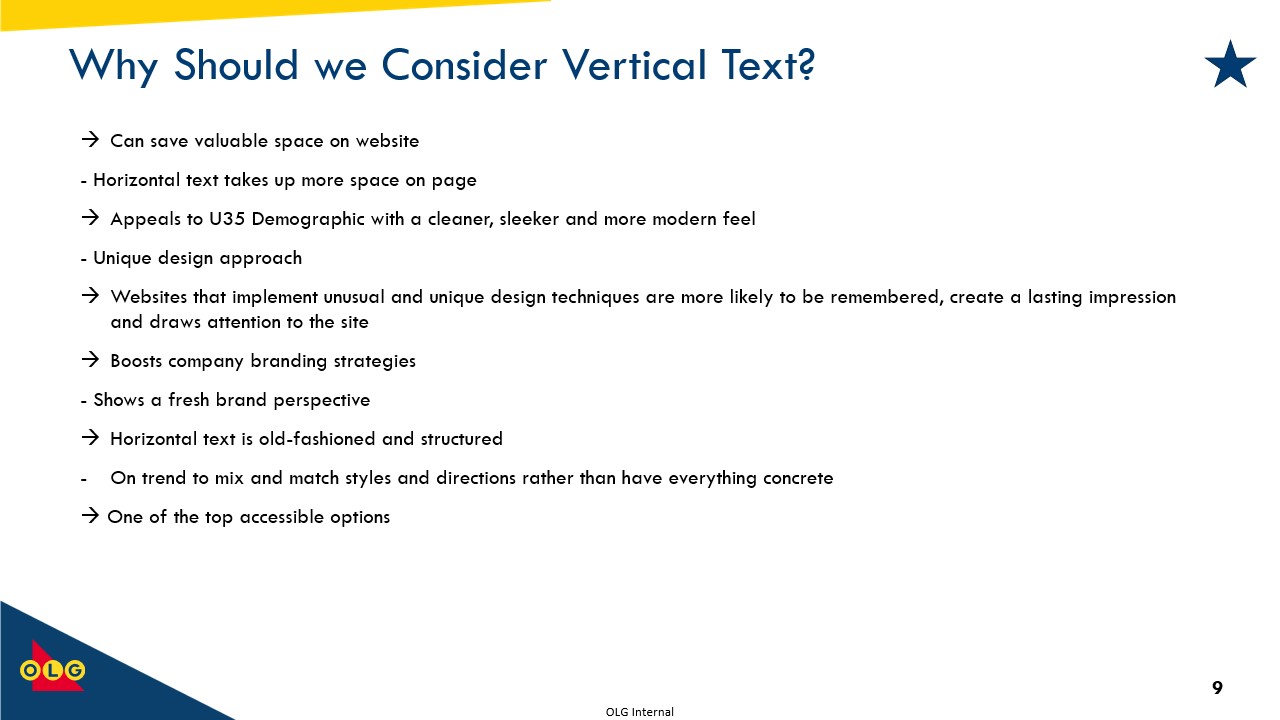 Why Should we Consider Vertical Text?
→ Can save valuable space on website
- Horizontal text takes up more space on page
→ Appeals to U35 Demographic with a cleaner, sleeker and more modern feel
- Unique design approach
→ Websites that implement unusual and unique design techniques are more likely to be remembered, create a lasting impression
and draws attention to the site
→ Boosts company branding strategies
- Shows a fresh brand perspective
→ Horizontal text is old-fashioned and structured
- On trend to mix and match styles and directions rather than have everything concrete
→ One of the top accessible options
OLG
9
OLG Internal